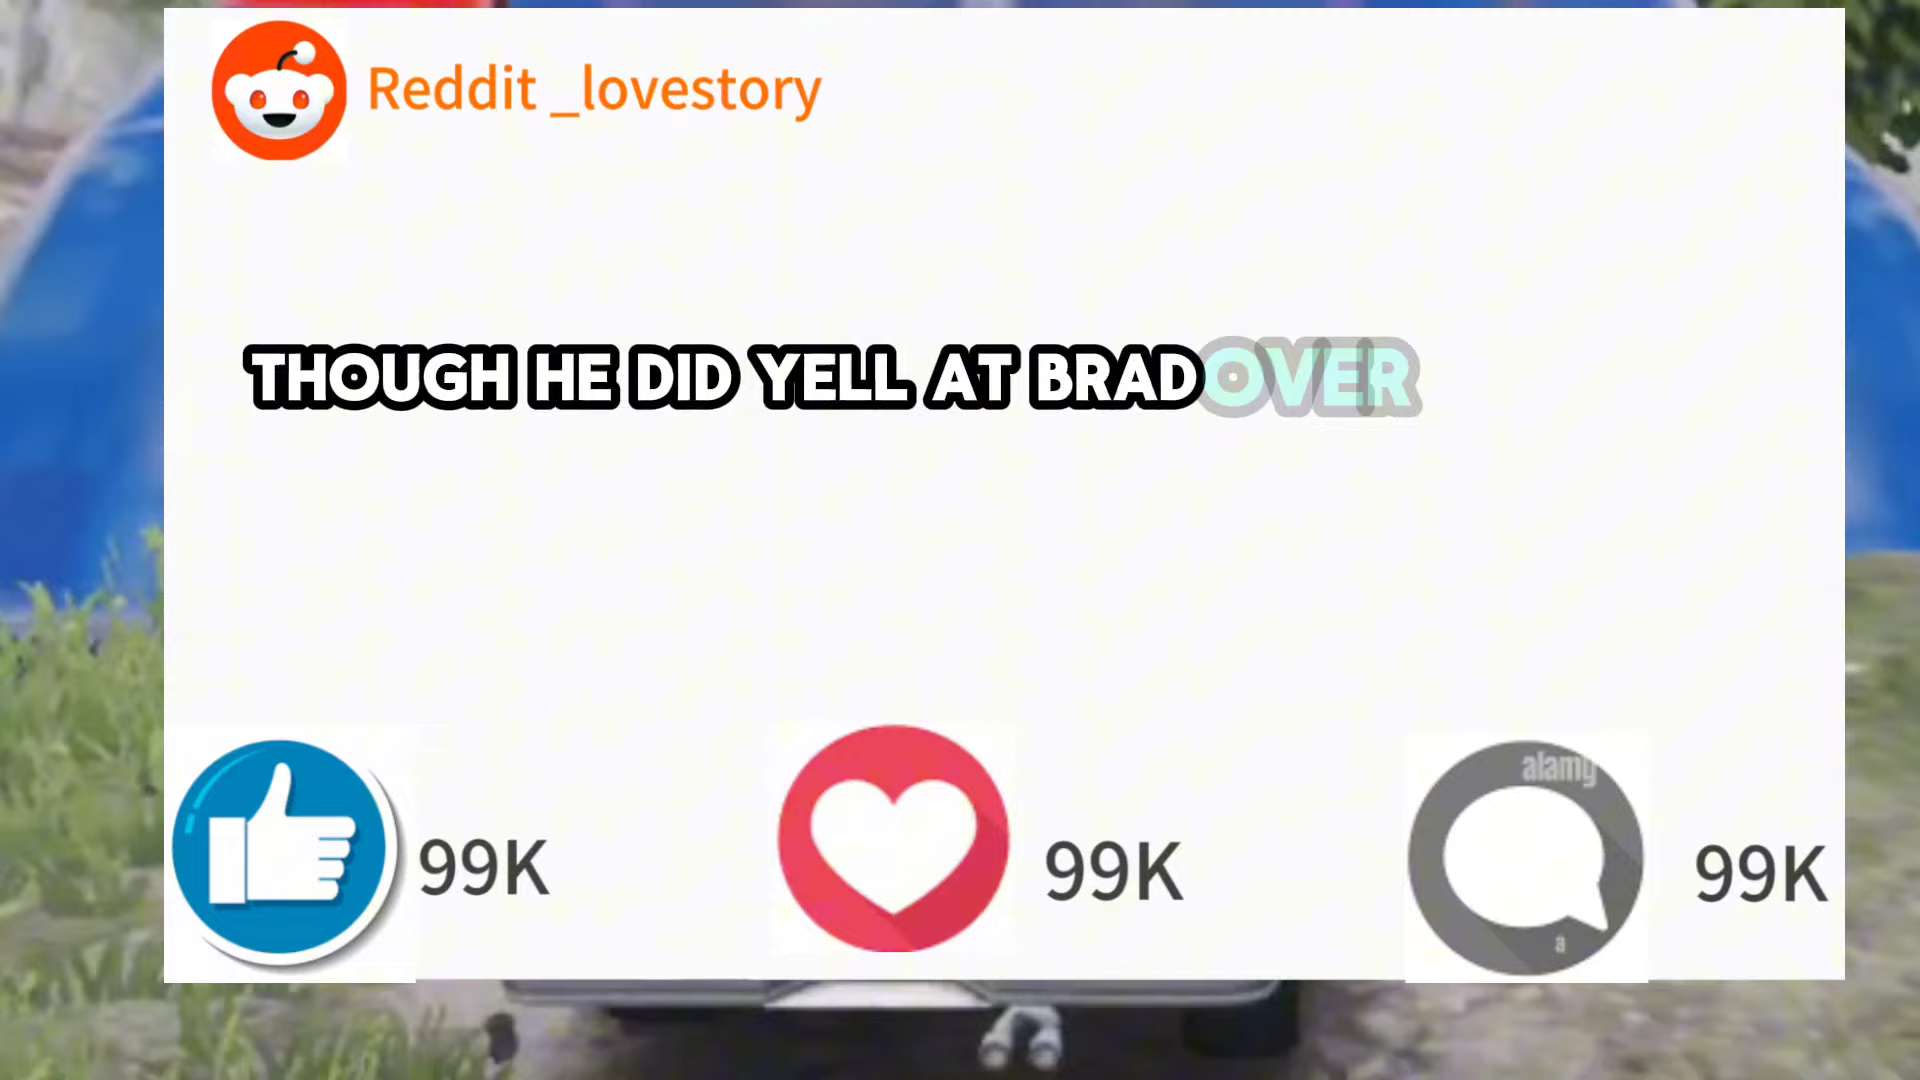 Reddit _lovestory
THOUGH HE DID YELL AT BRAD OVER
alamy
99K
99K
99K
a